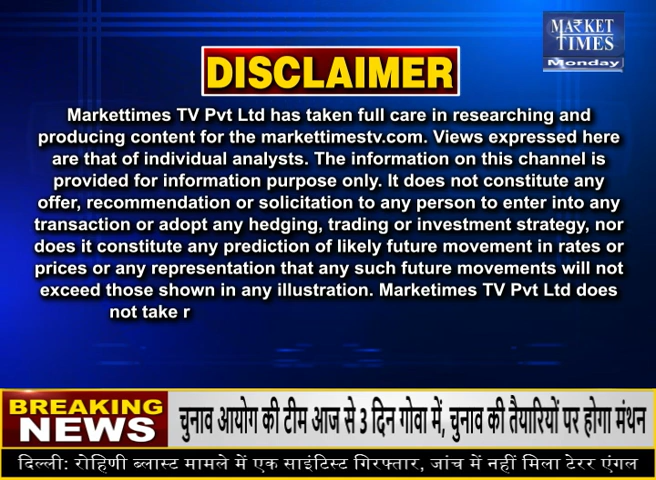 MARKET
TIMES
Monday
DISCLAIMER
Markettimes TV Pvt Ltd has taken full care in researching and
producing content for the markettimestv.com. Views expressed here
are that of individual analysts. The information on this channel is
provided for information purpose only. It does not constitute any
offer, recommendation or solicitation to any person to enter into any
transaction or adopt any hedging, trading or investment strategy, nor
does it constitute any prediction of likely future movement in rates or
prices or any representation that any such future movements will not
exceed those shown in any illustration. Marketimes TV Pvt Ltd does
not take r
BREAKING
NEWS
चुनाव आयोग की टीम आज से 3 दिन गोवा में, चुनाव की तैयारियों पर होगा मंथन
दिल्ली: रोहिणी ब्लास्ट मामले में एक साइंटिस्ट गिरफ्तार, जांच में नहीं मिला टेरर एंगल